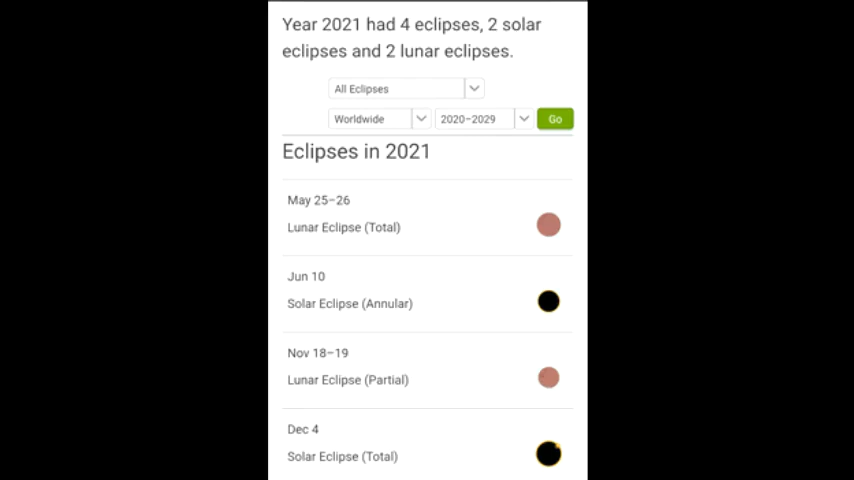 Year 2021 had 4 eclipses, 2 solar
eclipses and 2 lunar eclipses.
All Eclipses
Worldwide 2020–2029 Go
Eclipses in 2021
May 25–26
Lunar Eclipse (Total)
Jun 10
Solar Eclipse (Annular)
Nov 18–19
Lunar Eclipse (Partial)
Dec 4
Solar Eclipse (Total)